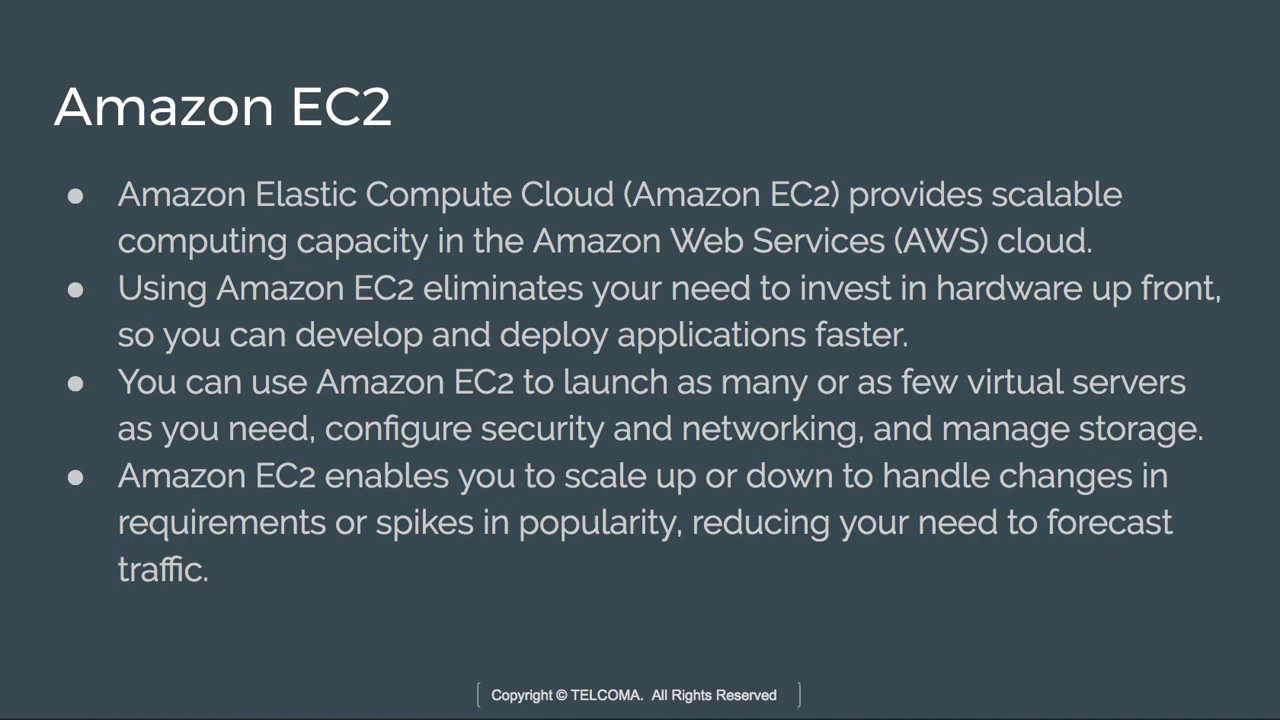 Amazon EC2
● Amazon Elastic Compute Cloud (Amazon EC2) provides scalable
computing capacity in the Amazon Web Services (AWS) cloud.
● Using Amazon EC2 eliminates your need to invest in hardware up front,
so you can develop and deploy applications faster.
● You can use Amazon EC2 to launch as many or as few virtual servers
as you need, configure security and networking, and manage storage.
● Amazon EC2 enables you to scale up or down to handle changes in
requirements or spikes in popularity, reducing your need to forecast
traffic.
Copyright © TELCOMA. All Rights Reserved